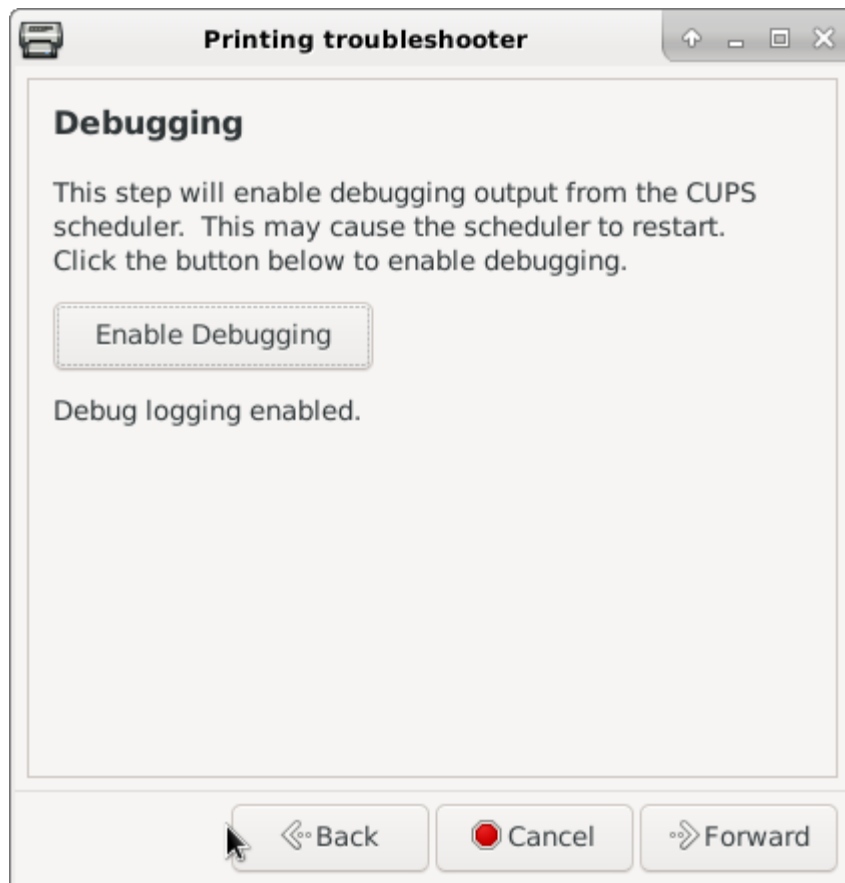 Printing troubleshooter
Debugging
This step will enable debugging output from the CUPS
scheduler.  This may cause the scheduler to restart.
Click the button below to enable debugging.
Enable Debugging
Debug logging enabled.
Back
Cancel
Forward